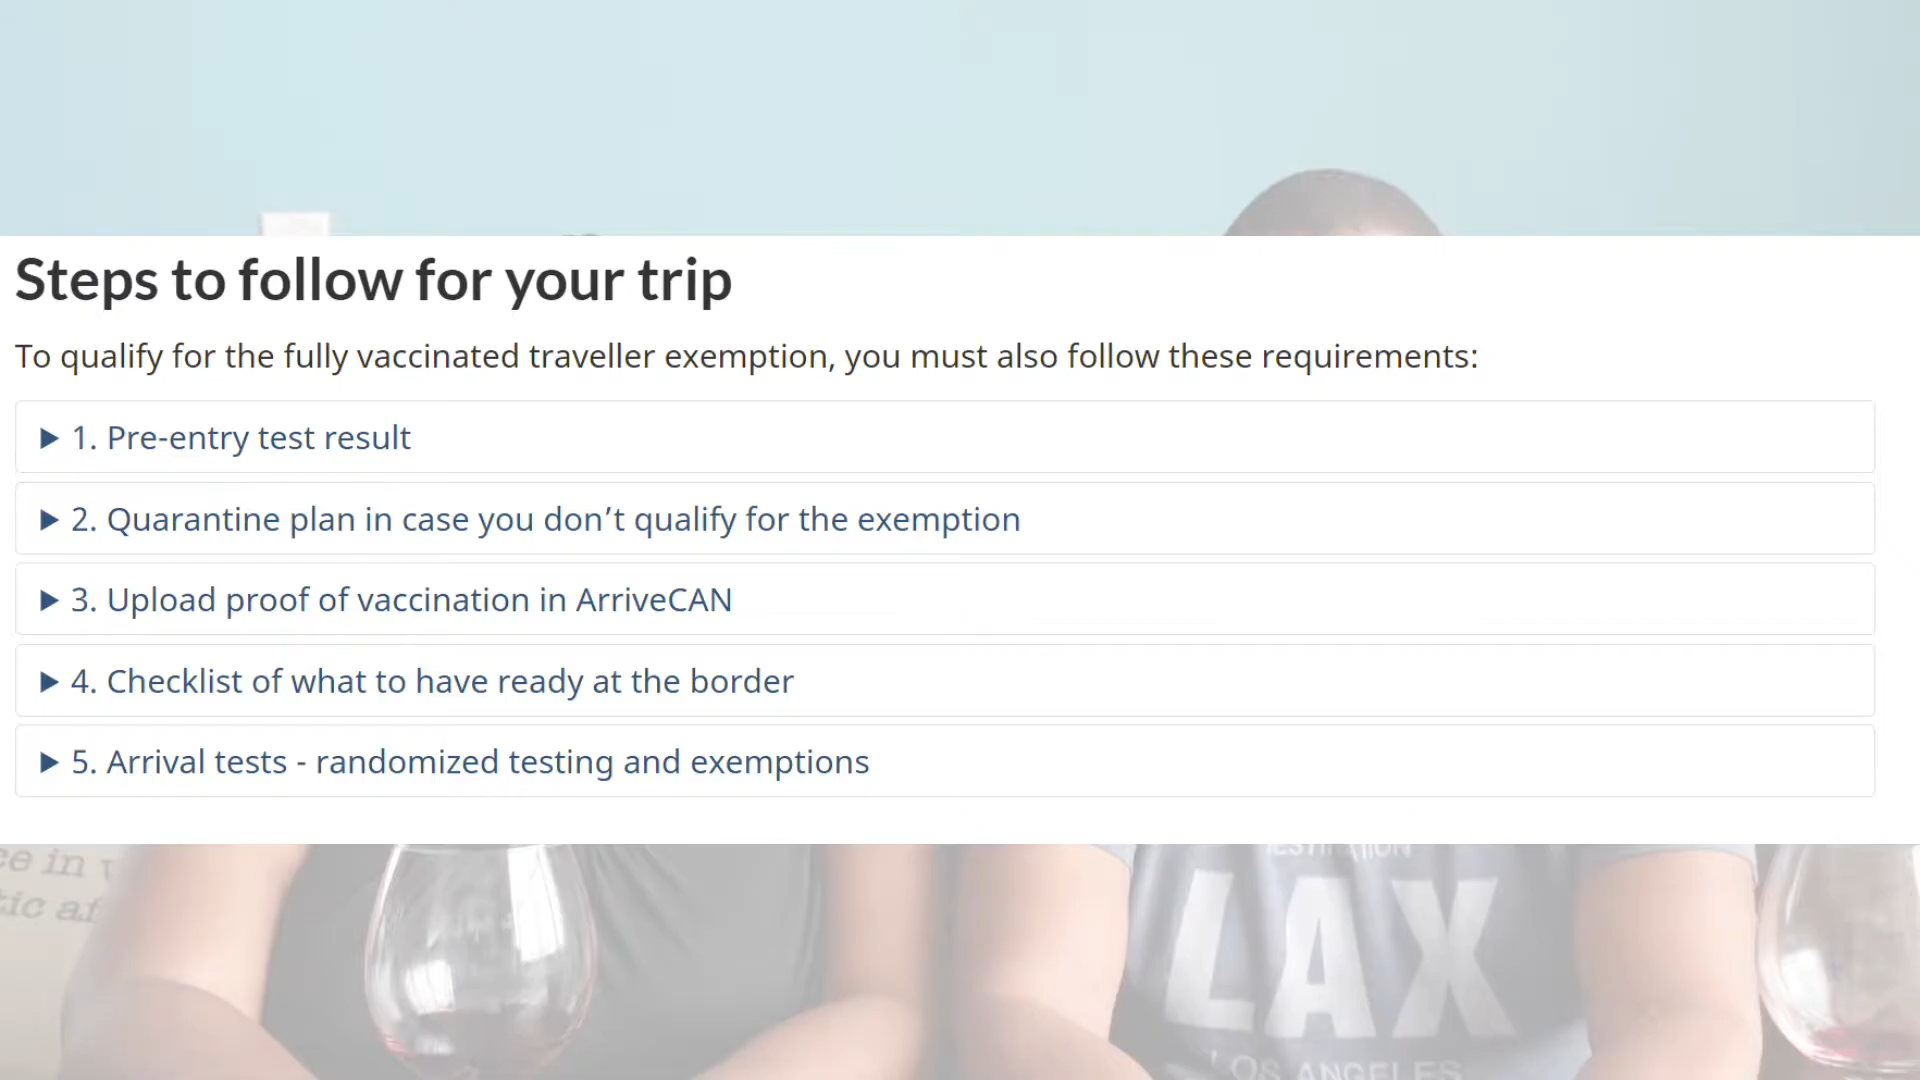 Steps to follow for your trip
To qualify for the fully vaccinated traveller exemption, you must also follow these requirements:
1. Pre-entry test result
2. Quarantine plan in case you don’t qualify for the exemption
3. Upload proof of vaccination in ArriveCAN
4. Checklist of what to have ready at the border
5. Arrival tests - randomized testing and exemptions
in
LAX
LOS ANGELES